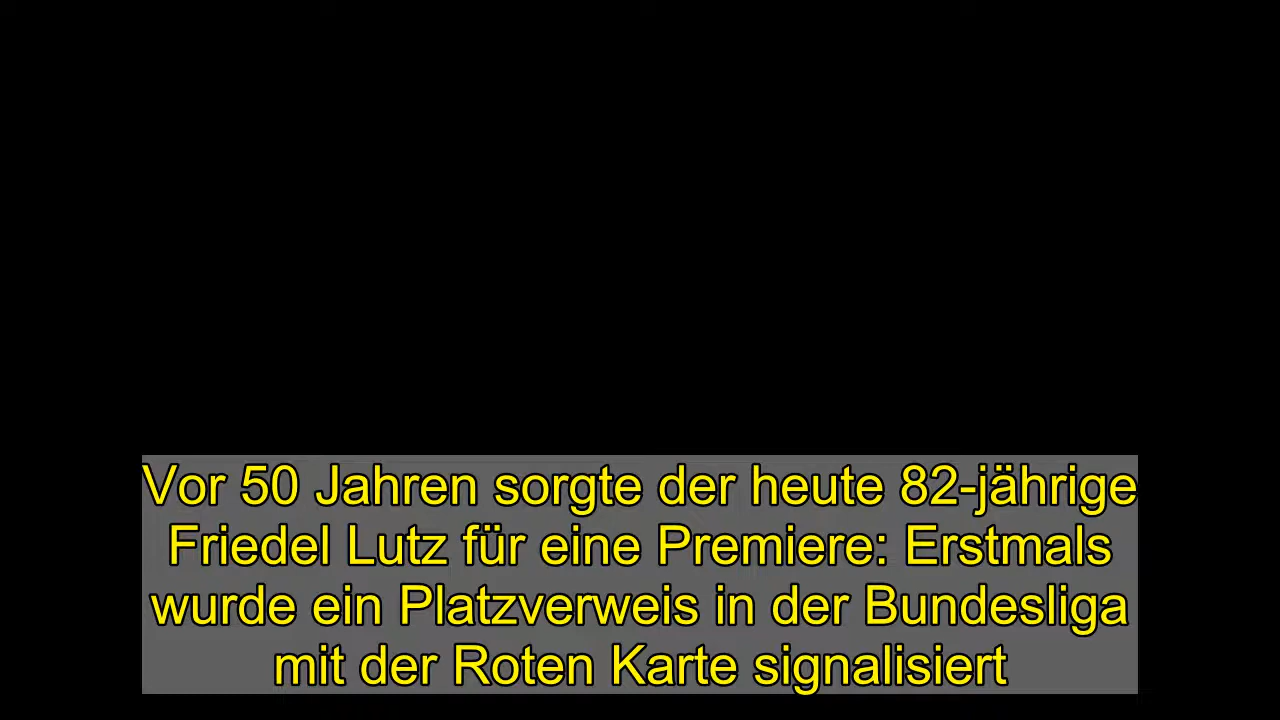 Vor 50 Jahren sorgte der heute 82-jährige
Friedel Lutz für eine Premiere: Erstmals
wurde ein Platzverweis in der Bundesliga
mit der Roten Karte signalisiert